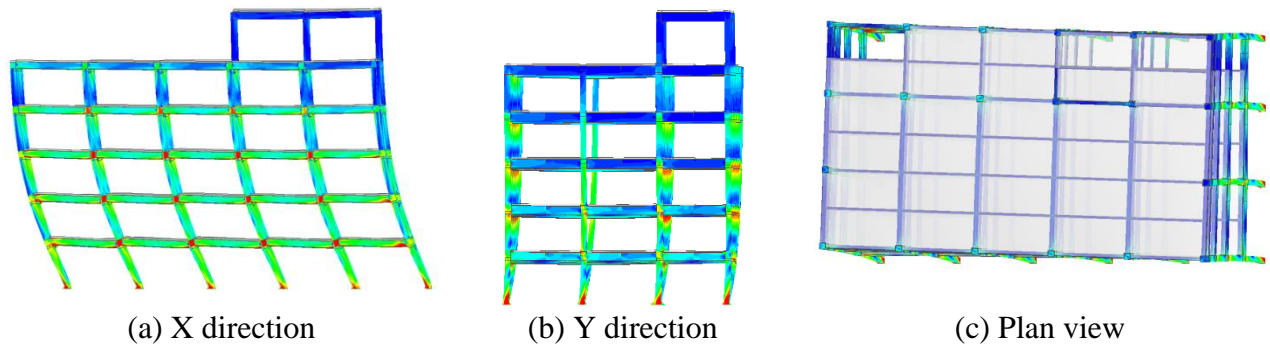 (a) X direction
(b) Y direction
(c) Plan view